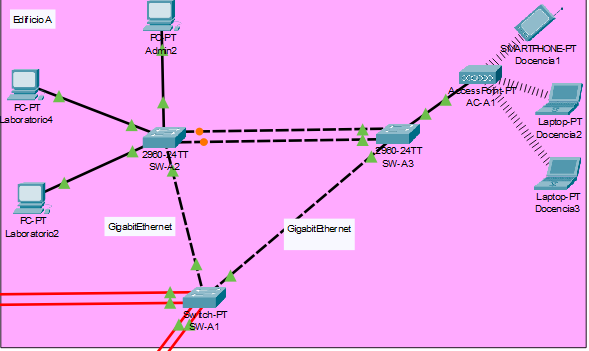 Edificio A
PC-PT
Admin2
SMARTPHONE-PT
Docencia1
PC-PT
Laboratorio4
AccessPoint-PT
AC-A1
Laptop-PT
Docencia2
2960-24TT
SW-A2
2960-24TT
SW-A3
Laptop-PT
Docencia3
PC-PT
Laboratorio2
GigabitEthernet
GigabitEthernet
Switch-PT
SW-A1